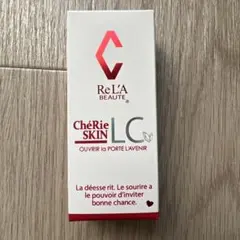 ReL'A
BEAUTE
ChéRie
SKIN LC
OUVRIR la PORTE L'AVENIR
La déesse rit. Le sourire a
le pouvoir d'inviter
bonne chance.